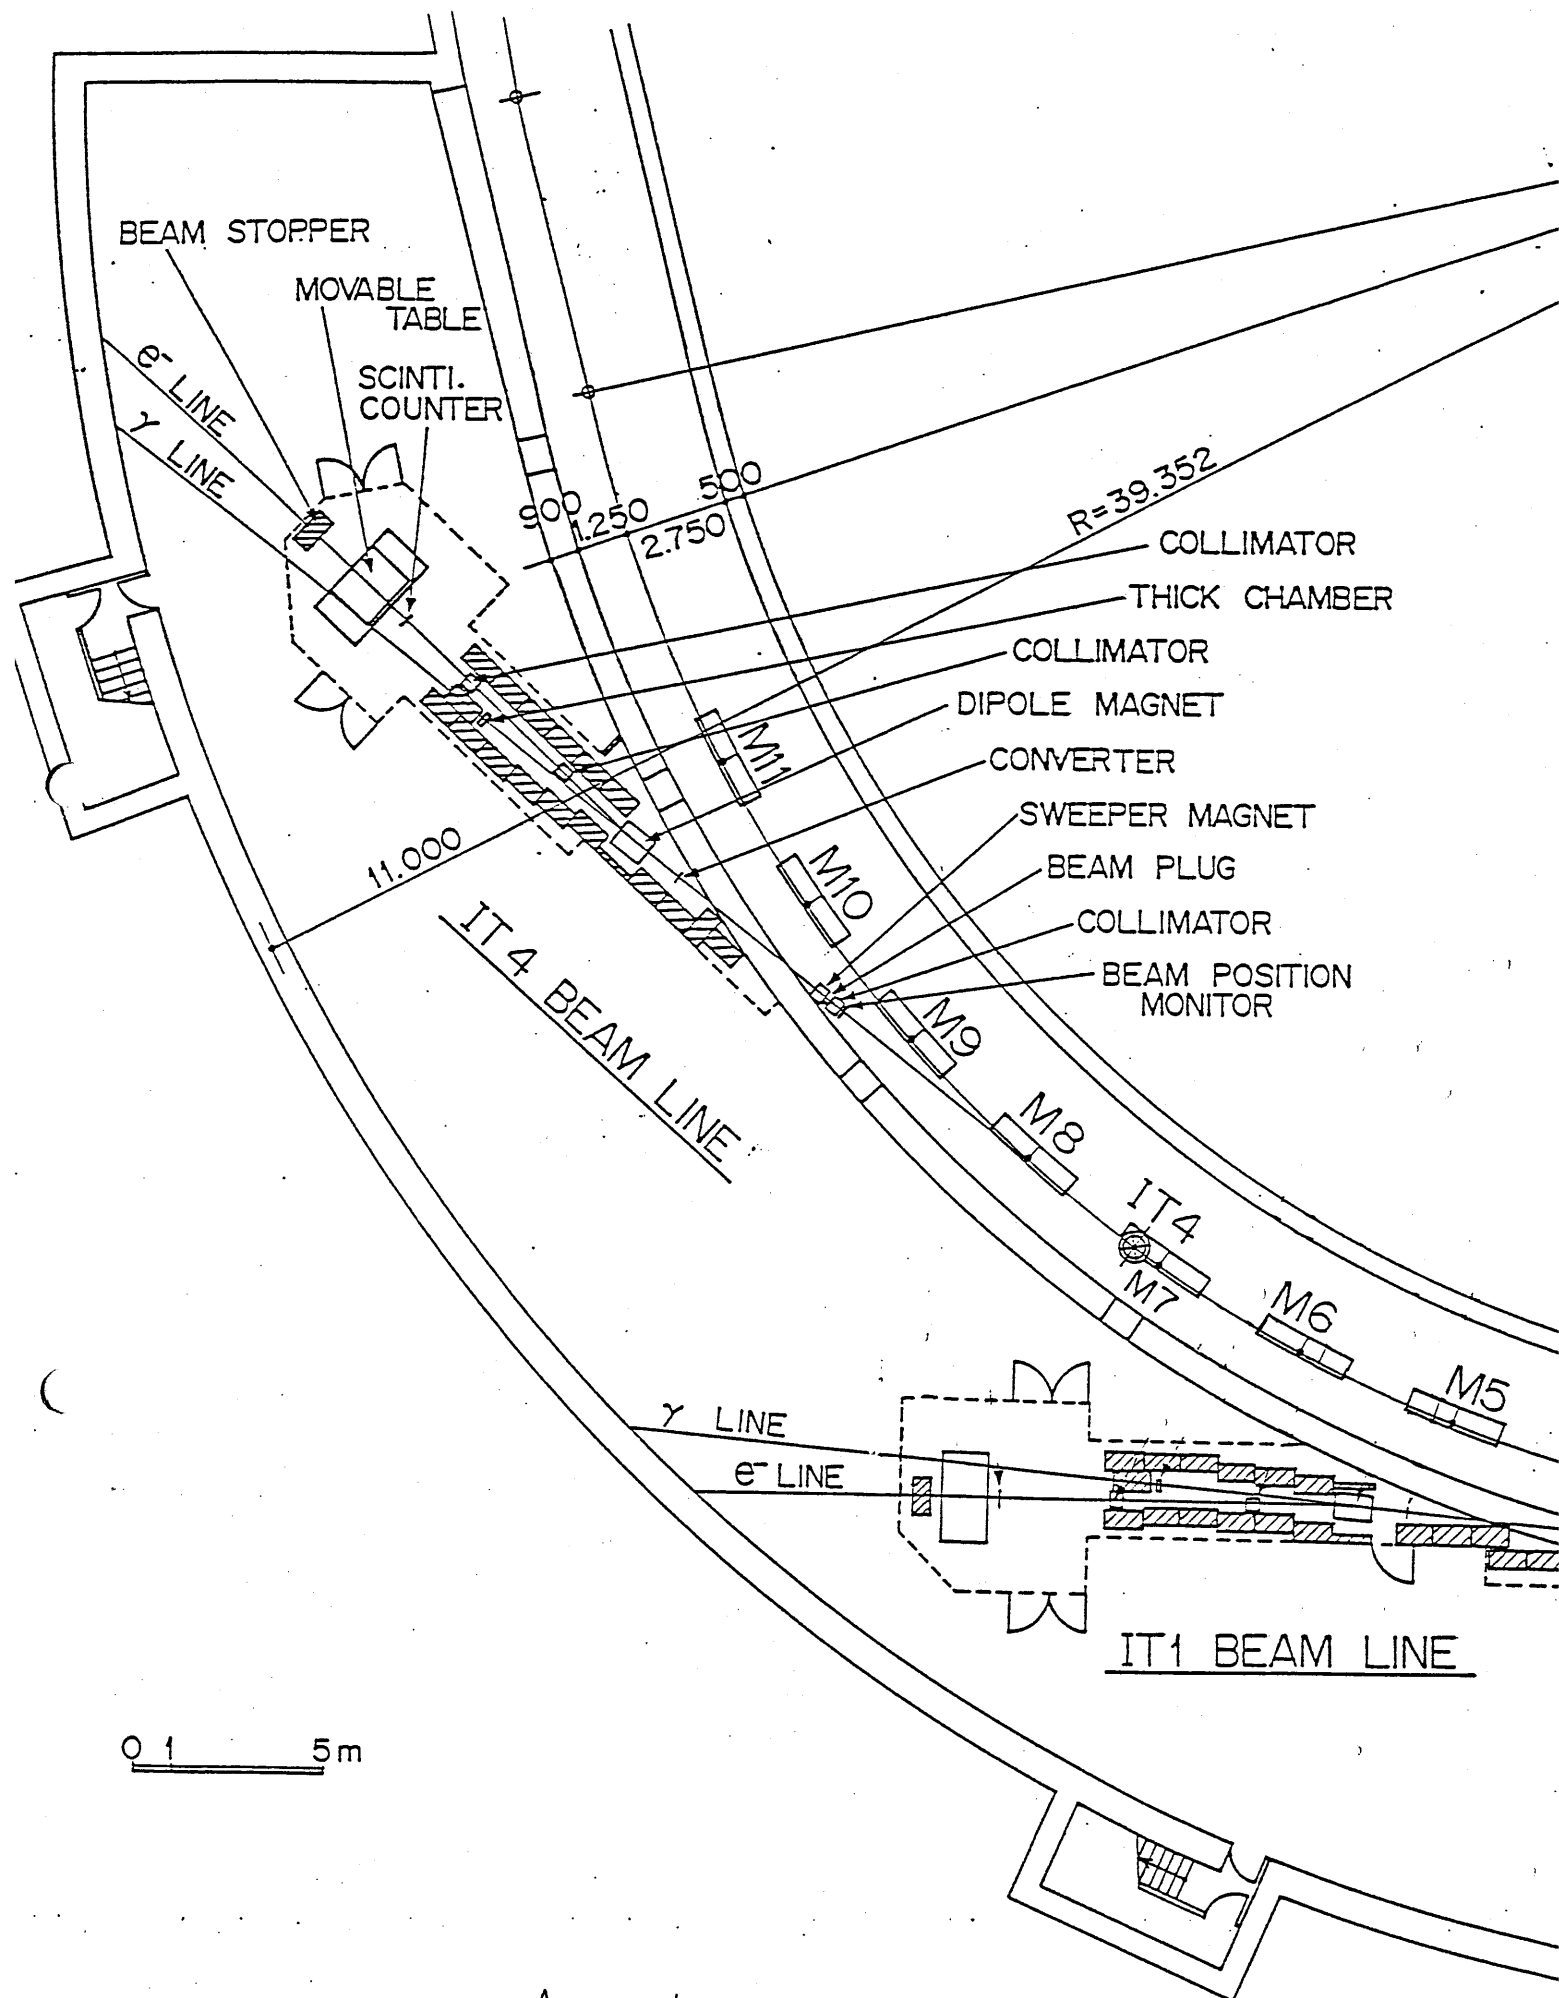 BEAM STOPPER
MOVABLE
TABLE
e⁻ LINE
SCINTI.
COUNTER
γ LINE
500
900
1.250
2.750
R=39.352
COLLIMATOR
THICK CHAMBER
COLLIMATOR
DIPOLE MAGNET
M11
CONVERTER
SWEEPER MAGNET
11.000
M10
BEAM PLUG
COLLIMATOR
BEAM POSITION
MONITOR
IT4 BEAM LINE
M9
M8
IT4
M7
M6
M5
γ LINE
e⁻ LINE
IT1 BEAM LINE
0 1 5m